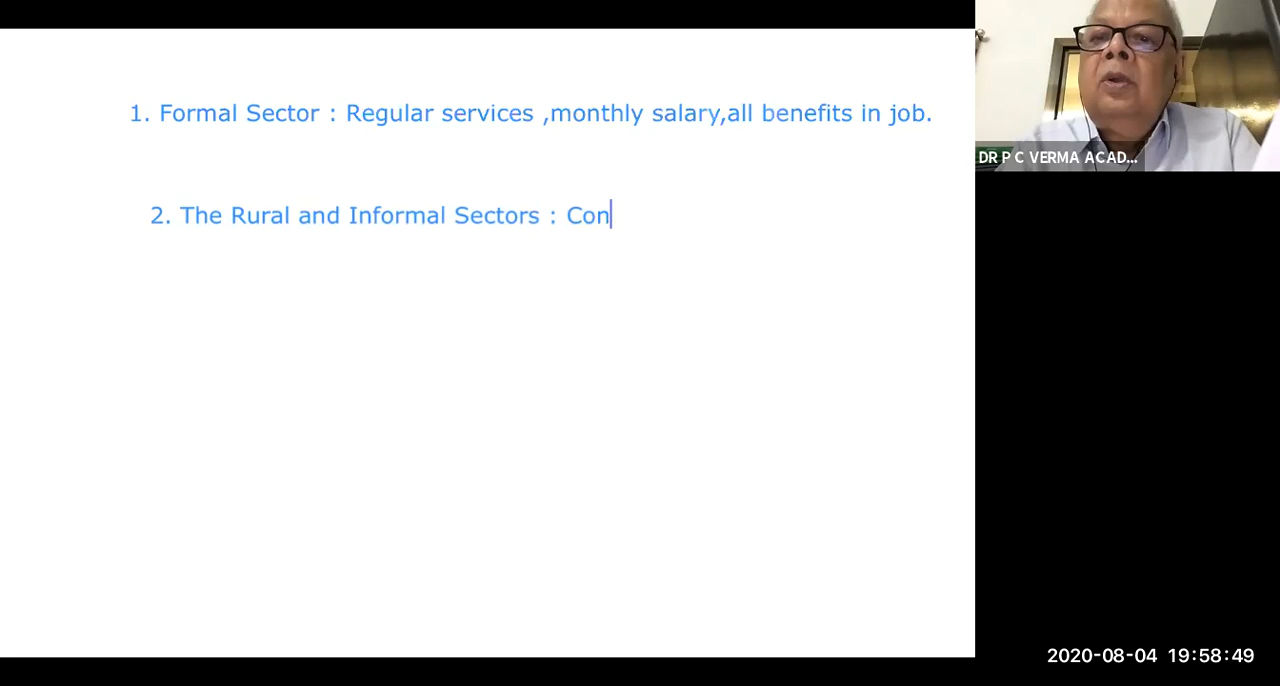 1. Formal Sector : Regular services ,monthly salary,all benefits in job.
2. The Rural and Informal Sectors : Con
DR P C VERMA ACAD...
2020-08-04 19:58:49